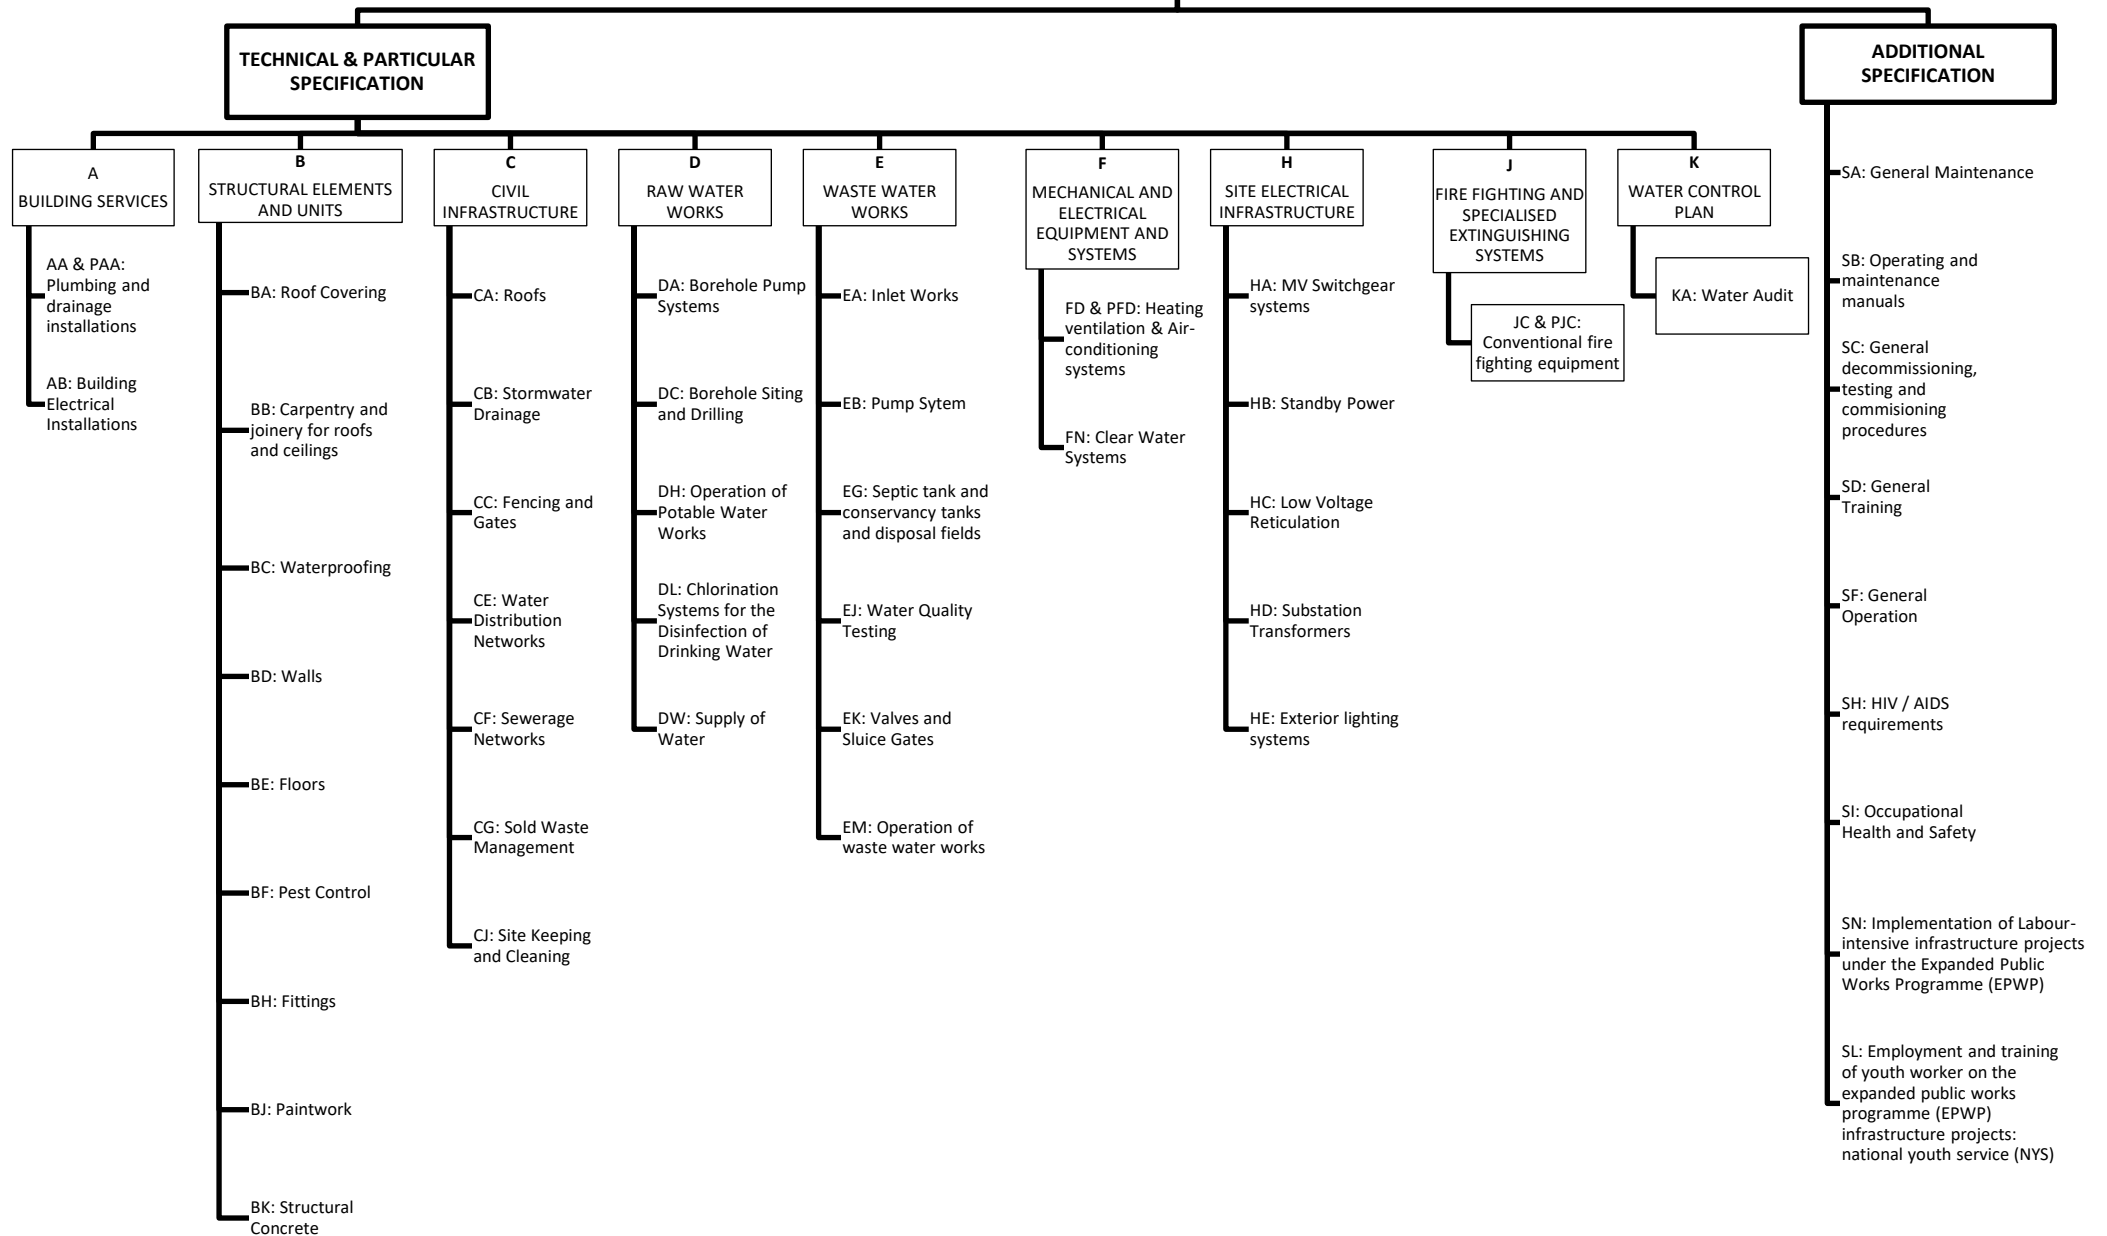 TECHNICAL & PARTICULAR
SPECIFICATION
ADDITIONAL
SPECIFICATION
A
BUILDING SERVICES
AA & PAA:
Plumbing and
drainage
installations
AB: Building
Electrical
Installations
B
STRUCTURAL ELEMENTS
AND UNITS
BA: Roof Covering
BB: Carpentry and
joinery for roofs
and ceilings
BC: Waterproofing
BD: Walls
BE: Floors
BF: Pest Control
BH: Fittings
BJ: Paintwork
BK: Structural
Concrete
C
CIVIL
INFRASTRUCTURE
CA: Roofs
CB: Stormwater
Drainage
CC: Fencing and
Gates
CE: Water
Distribution
Networks
CF: Sewerage
Networks
CG: Sold Waste
Management
CJ: Site Keeping
and Cleaning
D
RAW WATER
WORKS
DA: Borehole Pump
Systems
DC: Borehole Siting
and Drilling
DH: Operation of
Potable Water
Works
DL: Chlorination
Systems for the
Disinfection of
Drinking Water
DW: Supply of
Water
E
WASTE WATER
WORKS
EA: Inlet Works
EB: Pump Sytem
EG: Septic tank and
conservancy tanks
and disposal fields
EJ: Water Quality
Testing
EK: Valves and
Sluice Gates
EM: Operation of
waste water works
F
MECHANICAL AND
ELECTRICAL
EQUIPMENT AND
SYSTEMS
FD & PFD: Heating
ventilation & Air-
conditioning
systems
FN: Clear Water
Systems
H
SITE ELECTRICAL
INFRASTRUCTURE
HA: MV Switchgear
systems
HB: Standby Power
HC: Low Voltage
Reticulation
HD: Substation
Transformers
HE: Exterior lighting
systems
J
FIRE FIGHTING AND
SPECIALISED
EXTINGUISHING
SYSTEMS
JC & PJC:
Conventional fire
fighting equipment
K
WATER CONTROL
PLAN
KA: Water Audit
SA: General Maintenance
SB: Operating and
maintenance
manuals
SC: General
decommissioning,
testing and
commisioning
procedures
SD: General
Training
SF: General
Operation
SH: HIV / AIDS
requirements
SI: Occupational
Health and Safety
SN: Implementation of Labour-
intensive infrastructure projects
under the Expanded Public
Works Programme (EPWP)
SL: Employment and training
of youth worker on the
expanded public works
programme (EPWP)
infrastructure projects:
national youth service (NYS)